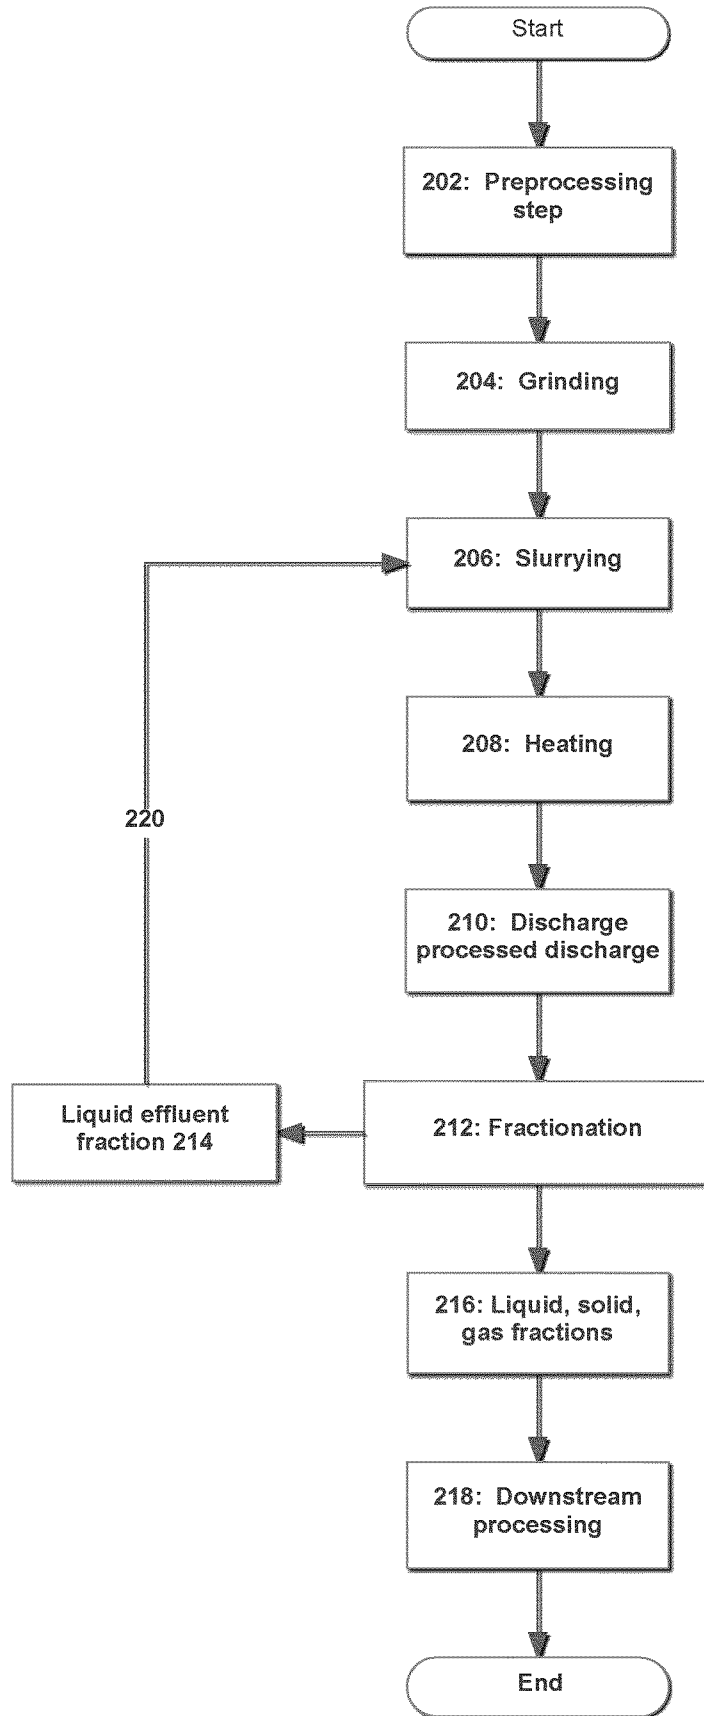 Start
202: Preprocessing
step
204: Grinding
206: Slurrying
208: Heating
220
210: Discharge
processed discharge
Liquid effluent
fraction 214
212: Fractionation
216: Liquid, solid,
gas fractions
218: Downstream
processing
End